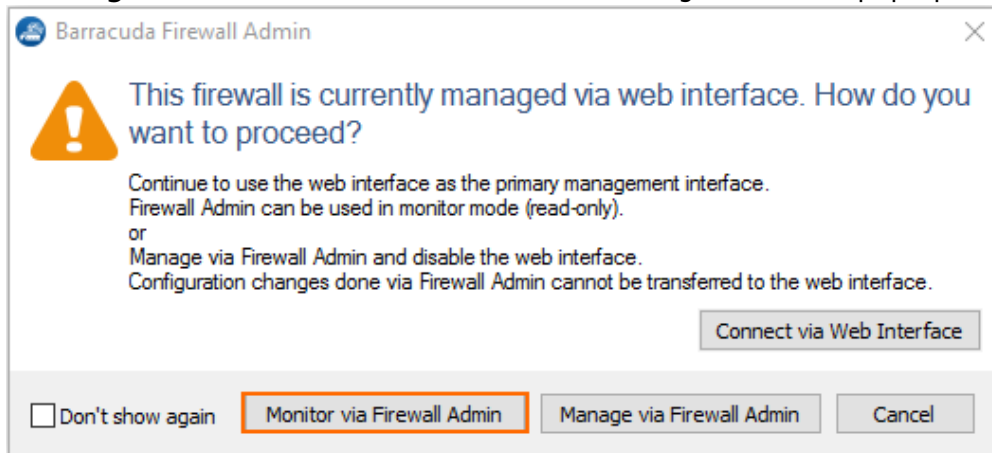 Barracuda Firewall Admin
This firewall is currently managed via web interface. How do you
want to proceed?
Continue to use the web interface as the primary management interface.
Firewall Admin can be used in monitor mode (read-only).
or
Manage via Firewall Admin and disable the web interface.
Configuration changes done via Firewall Admin cannot be transferred to the web interface.
Connect via Web Interface
Don't show again Monitor via Firewall Admin Manage via Firewall Admin Cancel